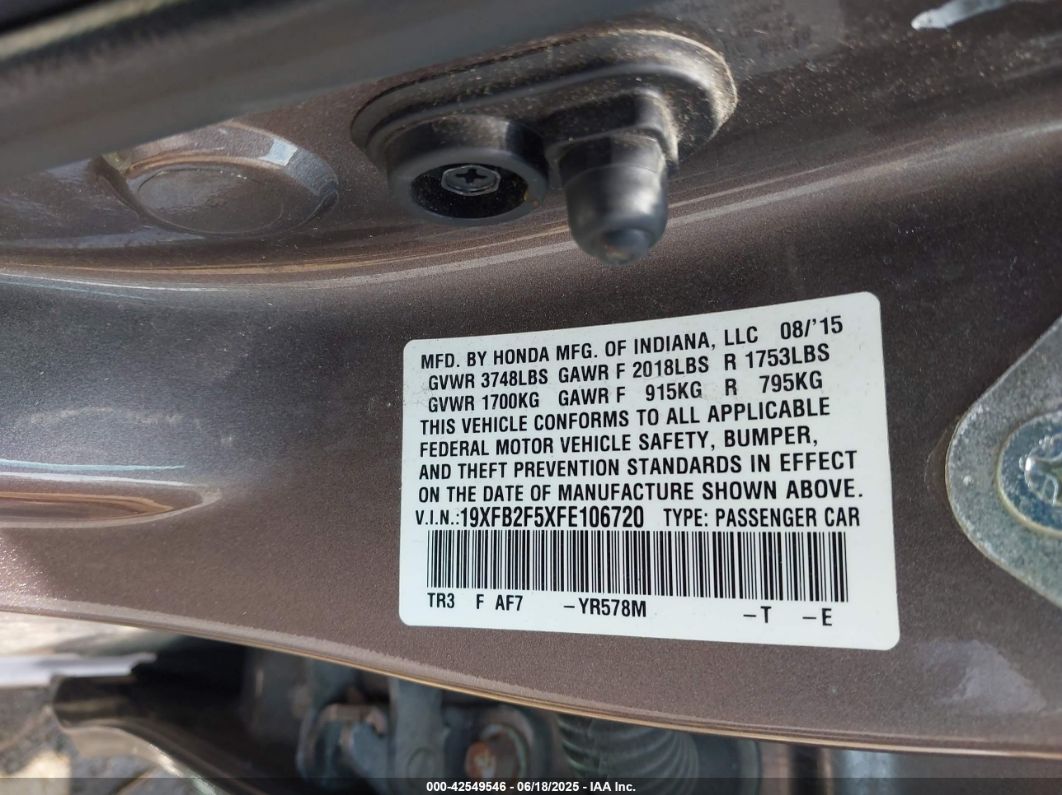 MFD. BY HONDA MFG. OF INDIANA, LLC 08/'15
GVWR 3748LBS GAWR F 2018LBS R 1753LBS
GVWR 1700KG GAWR F 915KG R 795KG
THIS VEHICLE CONFORMS TO ALL APPLICABLE
FEDERAL MOTOR VEHICLE SAFETY, BUMPER,
AND THEFT PREVENTION STANDARDS IN EFFECT
ON THE DATE OF MANUFACTURE SHOWN ABOVE.
V.I.N.:19XFB2F5XFE106720 TYPE: PASSENGER CAR
TR3 F AF7 -YR578M -T -E
000-42549546 - 06/18/2025 - IAA Inc.